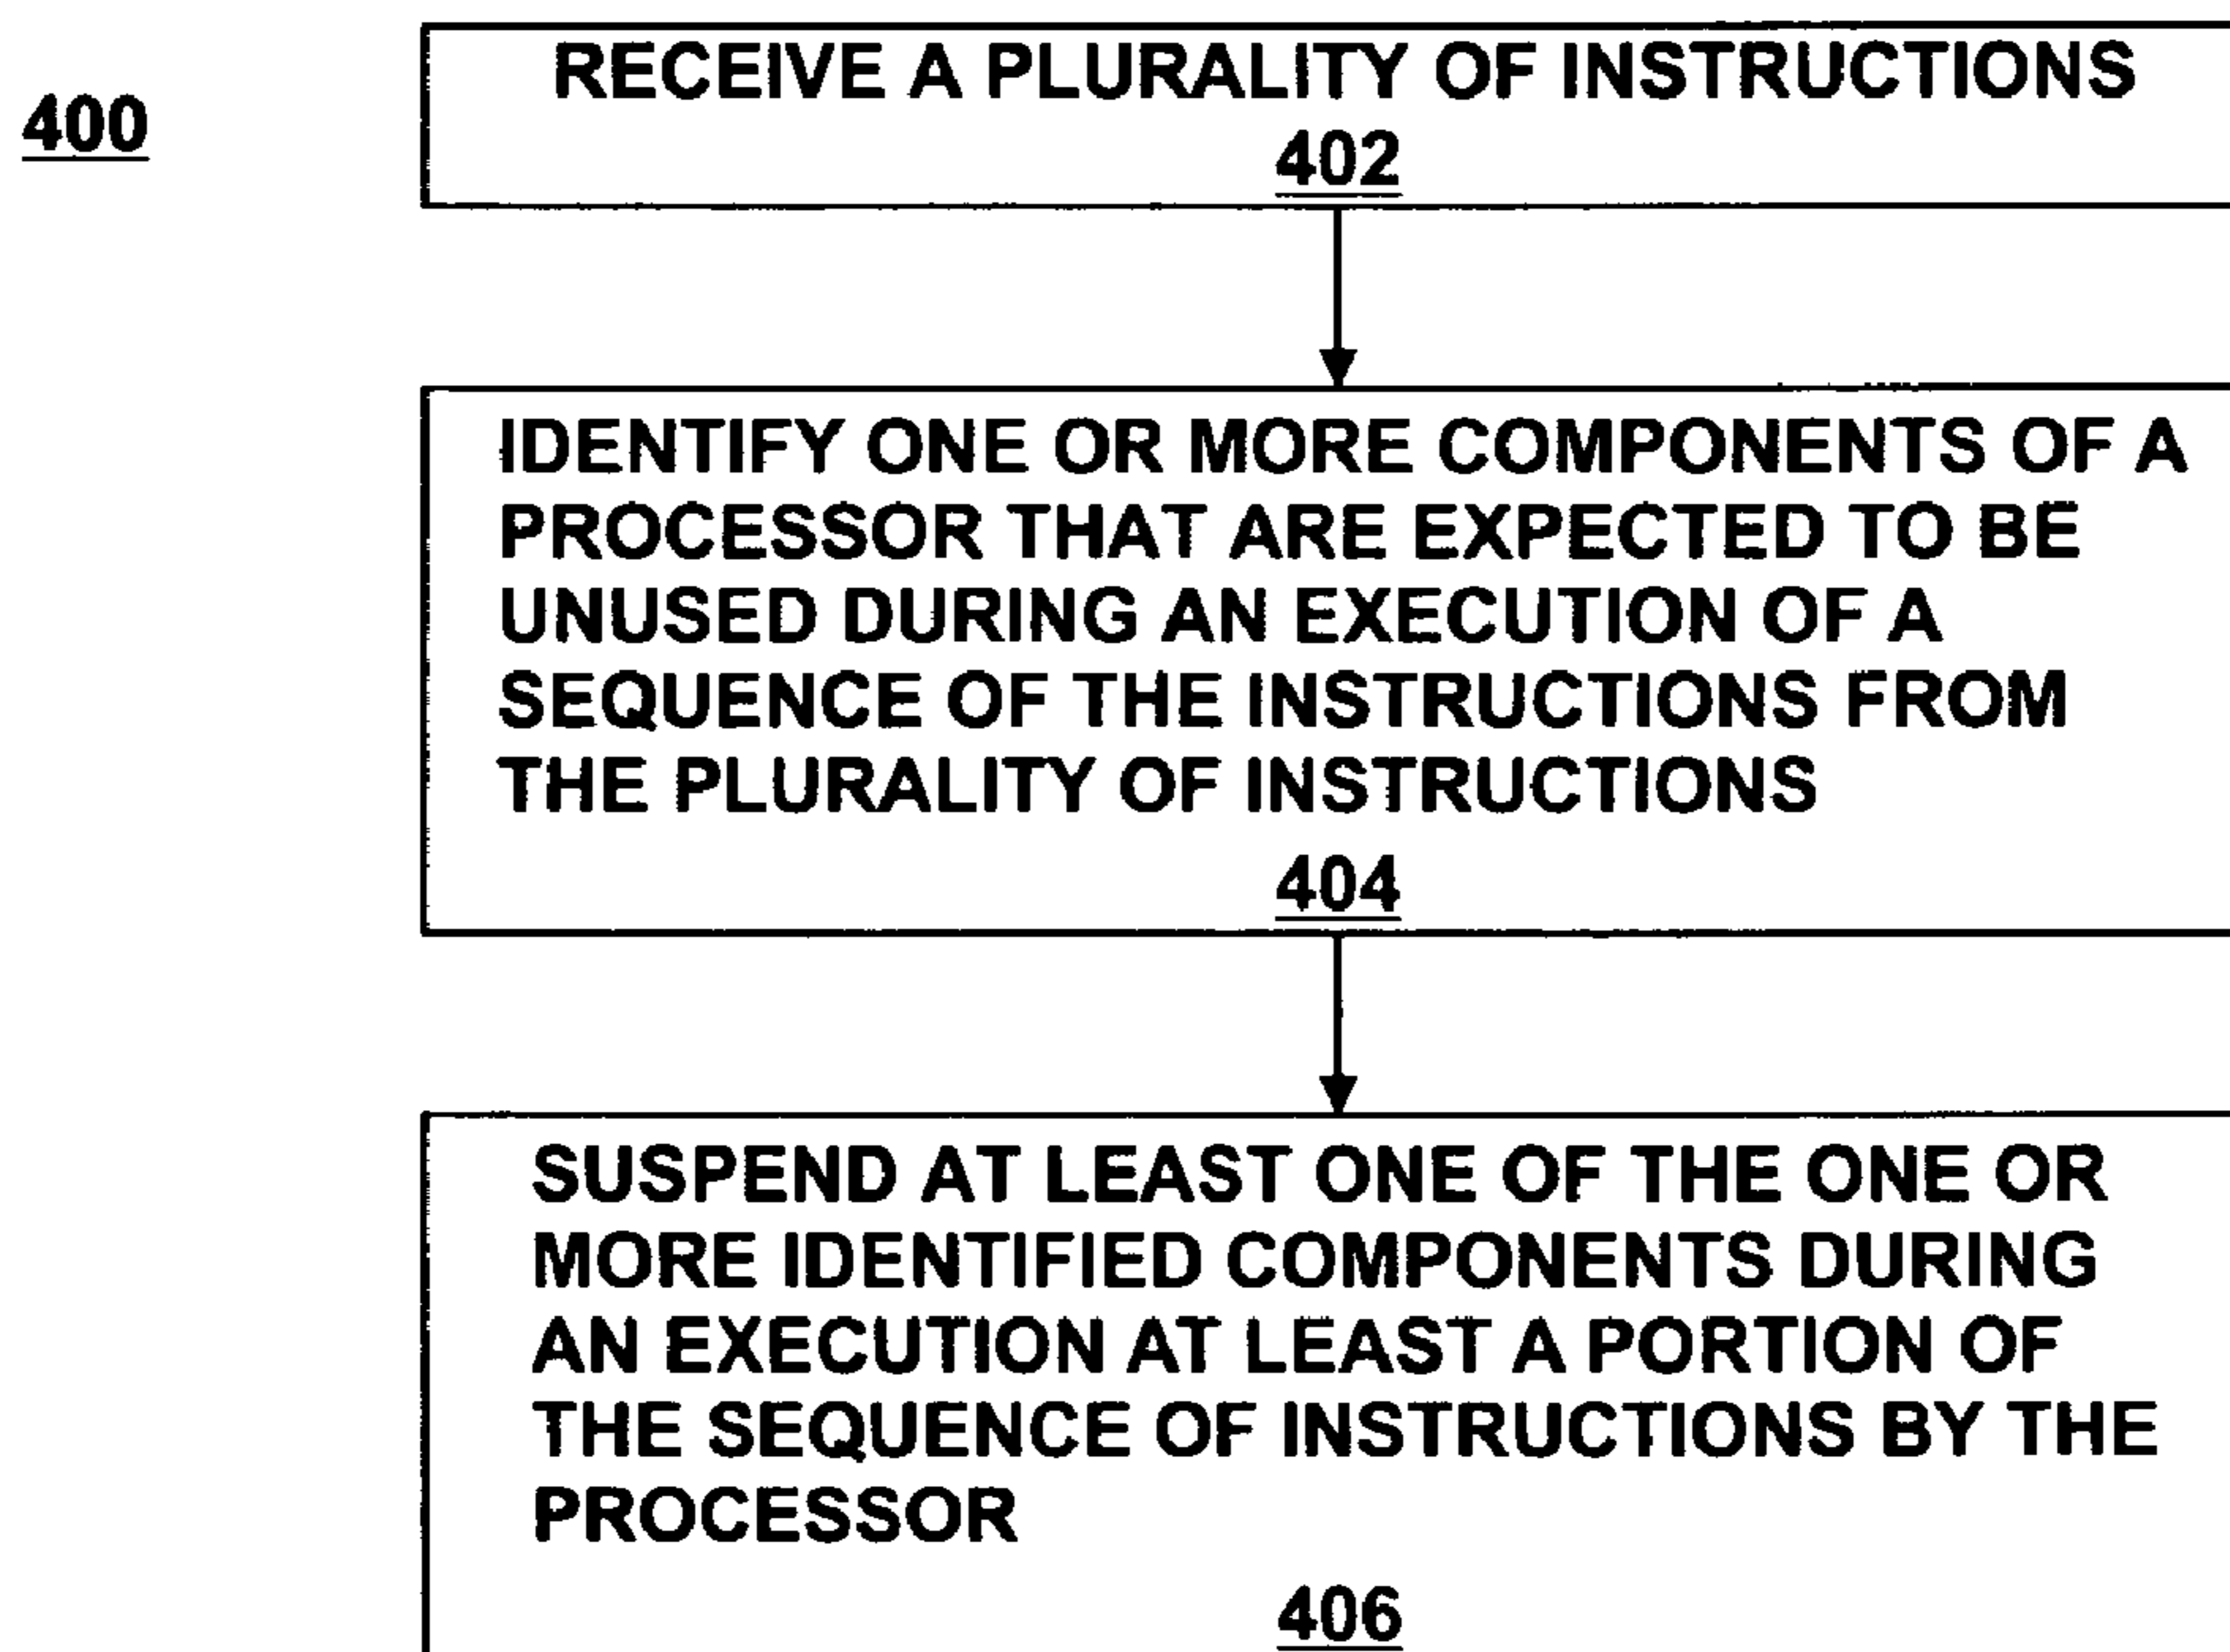 400
RECEIVE A PLURALITY OF INSTRUCTIONS
402
IDENTIFY ONE OR MORE COMPONENTS OF A
PROCESSOR THAT ARE EXPECTED TO BE
UNUSED DURING AN EXECUTION OF A
SEQUENCE OF THE INSTRUCTIONS FROM
THE PLURALITY OF INSTRUCTIONS
404
SUSPEND AT LEAST ONE OF THE ONE OR
MORE IDENTIFIED COMPONENTS DURING
AN EXECUTION AT LEAST A PORTION OF
THE SEQUENCE OF INSTRUCTIONS BY THE
PROCESSOR
406